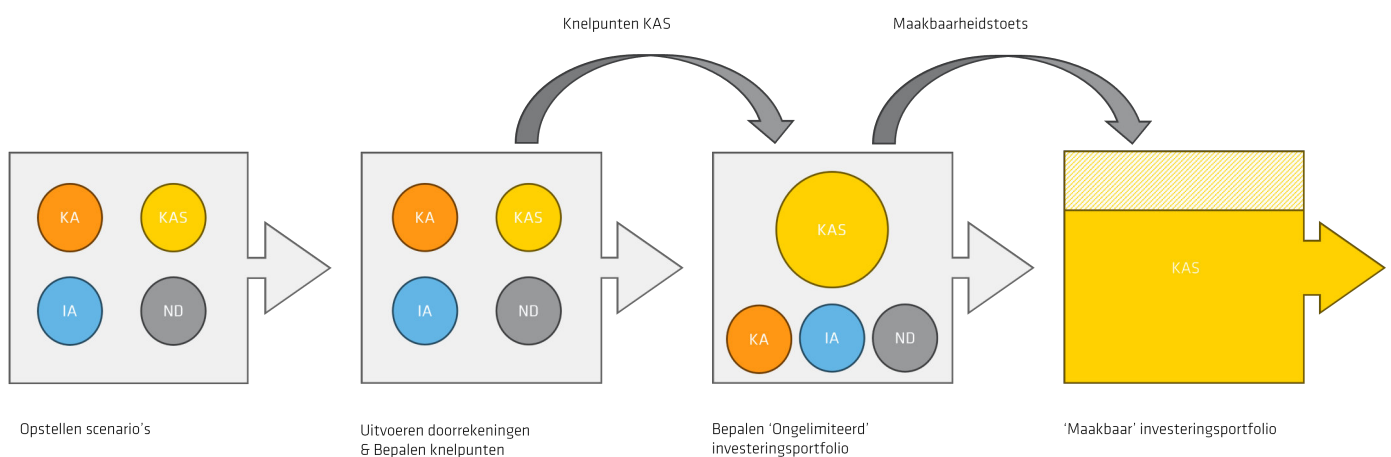 Knelpunten KAS
Maakbaarheidstoets
KA
KAS
IA
ND
KA
KAS
IA
ND
KAS
KA
IA
ND
KAS
Opstellen scenario's
Uitvoeren doorrekeningen
& Bepalen knelpunten
Bepalen ‘Ongelimiteerd’
investeringsportfolio
‘Maakbaar’ investeringsportfolio